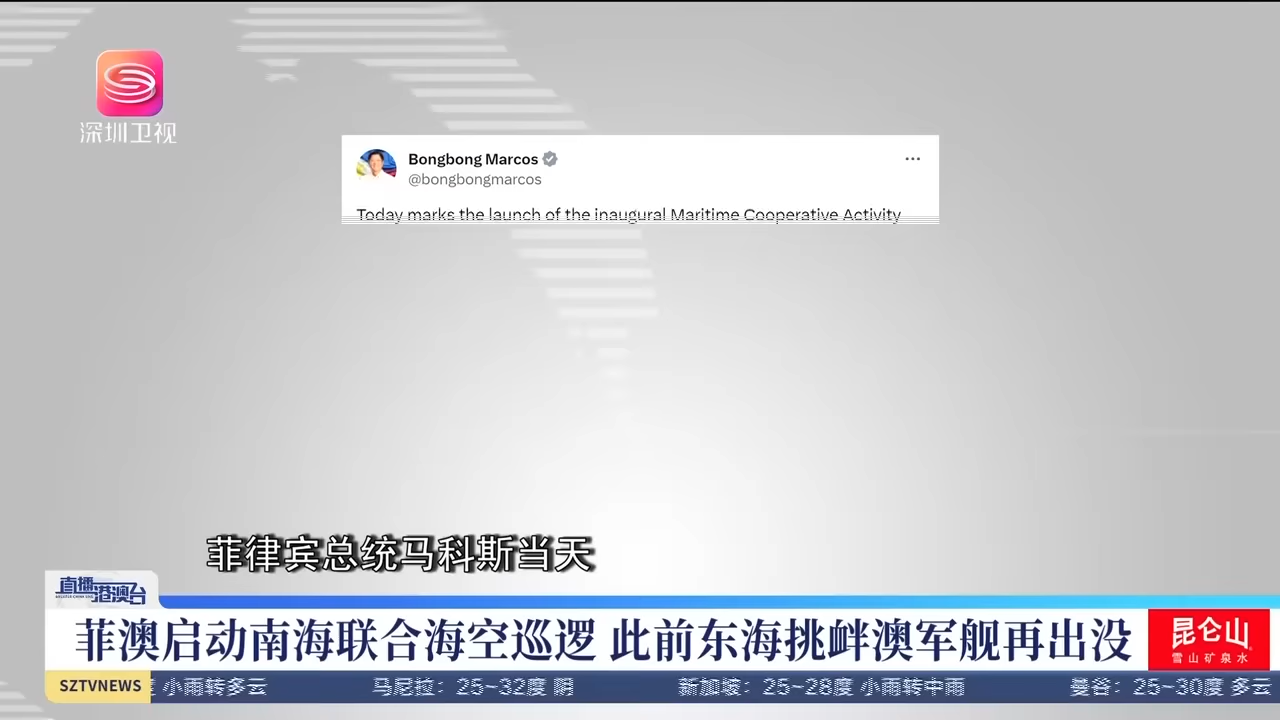 深圳卫视
Bongbong Marcos
@bongbongmarcos
Today marks the launch of the inaugural Maritime Cooperative Activity
菲律宾总统马科斯当天
直播港澳台
菲澳启动南海联合海空巡逻 此前东海挑衅澳军舰再出没
昆仑山
雪山矿泉水
SZTVNEWS
小雨转多云 马尼拉：25~30度 阴 新加坡：25~29度 小雨转中雨 曼谷：25~30度 多云